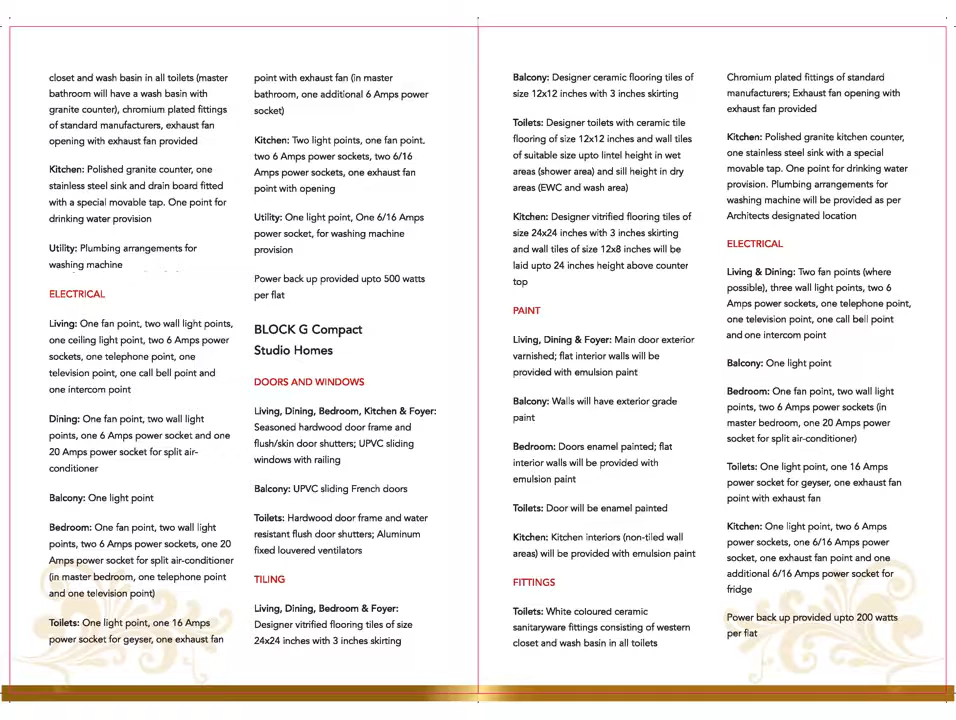 closet and wash basin in all toilets (master
bathroom will have a wash basin with
granite counter), chromium plated fittings
of standard manufacturers, exhaust fan
opening with exhaust fan provided
Kitchen: Polished granite counter, one
stainless steel sink and drain board fitted
with a special movable tap. One point for
drinking water provision
Utility: Plumbing arrangements for
washing machine
ELECTRICAL
Living: One fan point, two wall light points,
one ceiling light point, two 6 Amps power
sockets, one telephone point, one
television point, one call bell point and
one intercom point
Dining: One fan point, two wall light
points, one 6 Amps power socket and one
20 Amps power socket for split air-
conditioner
Balcony: One light point
Bedroom: One fan point, two wall light
points, two 6 Amps power sockets, one 20
Amps power socket for split air-conditioner
(in master bedroom, one telephone point
and one television point)
Toilets: One light point, one 16 Amps
power socket for geyser, one exhaust fan
point with exhaust fan (in master
bathroom, one additional 6 Amps power
socket)
Kitchen: Two light points, one fan point.
two 6 Amps power sockets, two 6/16
Amps power sockets, one exhaust fan
point with opening
Utility: One light point, One 6/16 Amps
power socket, for washing machine
provision
Power back up provided upto 500 watts
per flat
BLOCK G Compact
Studio Homes
DOORS AND WINDOWS
Living, Dining, Bedroom, Kitchen & Foyer:
Seasoned hardwood door frame and
flush/skin door shutters; UPVC sliding
windows with railing
Balcony: UPVC sliding French doors
Toilets: Hardwood door frame and water
resistant flush door shutters; Aluminum
fixed louvered ventilators
TILING
Living, Dining, Bedroom & Foyer:
Designer vitrified flooring tiles of size
24x24 inches with 3 inches skirting
Balcony: Designer ceramic flooring tiles of
size 12x12 inches with 3 inches skirting
Toilets: Designer toilets with ceramic tile
flooring of size 12x12 inches and wall tiles
of suitable size upto lintel height in wet
areas (shower area) and sill height in dry
areas (EWC and wash area)
Kitchen: Designer vitrified flooring tiles of
size 24x24 inches with 3 inches skirting
and wall tiles of size 12x8 inches will be
laid upto 24 inches height above counter
top
PAINT
Living, Dining & Foyer: Main door exterior
varnished; flat interior walls will be
provided with emulsion paint
Balcony: Walls will have exterior grade
paint
Bedroom: Doors enamel painted; flat
interior walls will be provided with
emulsion paint
Toilets: Door will be enamel painted
Kitchen: Kitchen interiors (non-tiled wall
areas) will be provided with emulsion paint
FITTINGS
Toilets: White coloured ceramic
sanitaryware fittings consisting of western
closet and wash basin in all toilets
Chromium plated fittings of standard
manufacturers; Exhaust fan opening with
exhaust fan provided
Kitchen: Polished granite kitchen counter,
one stainless steel sink with a special
movable tap. One point for drinking water
provision. Plumbing arrangements for
washing machine will be provided as per
Architects designated location
ELECTRICAL
Living & Dining: Two fan points (where
possible), three wall light points, two 6
Amps power sockets, one telephone point,
one television point, one call bell point
and one intercom point
Balcony: One light point
Bedroom: One fan point, two wall light
points, two 6 Amps power sockets (in
master bedroom, one 20 Amps power
socket for split air-conditioner)
Toilets: One light point, one 16 Amps
power socket for geyser, one exhaust fan
point with exhaust fan
Kitchen: One light point, two 6 Amps
power sockets, one 6/16 Amps power
socket, one exhaust fan point and one
additional 6/16 Amps power socket for
fridge
Power back up provided upto 200 watts
per flat